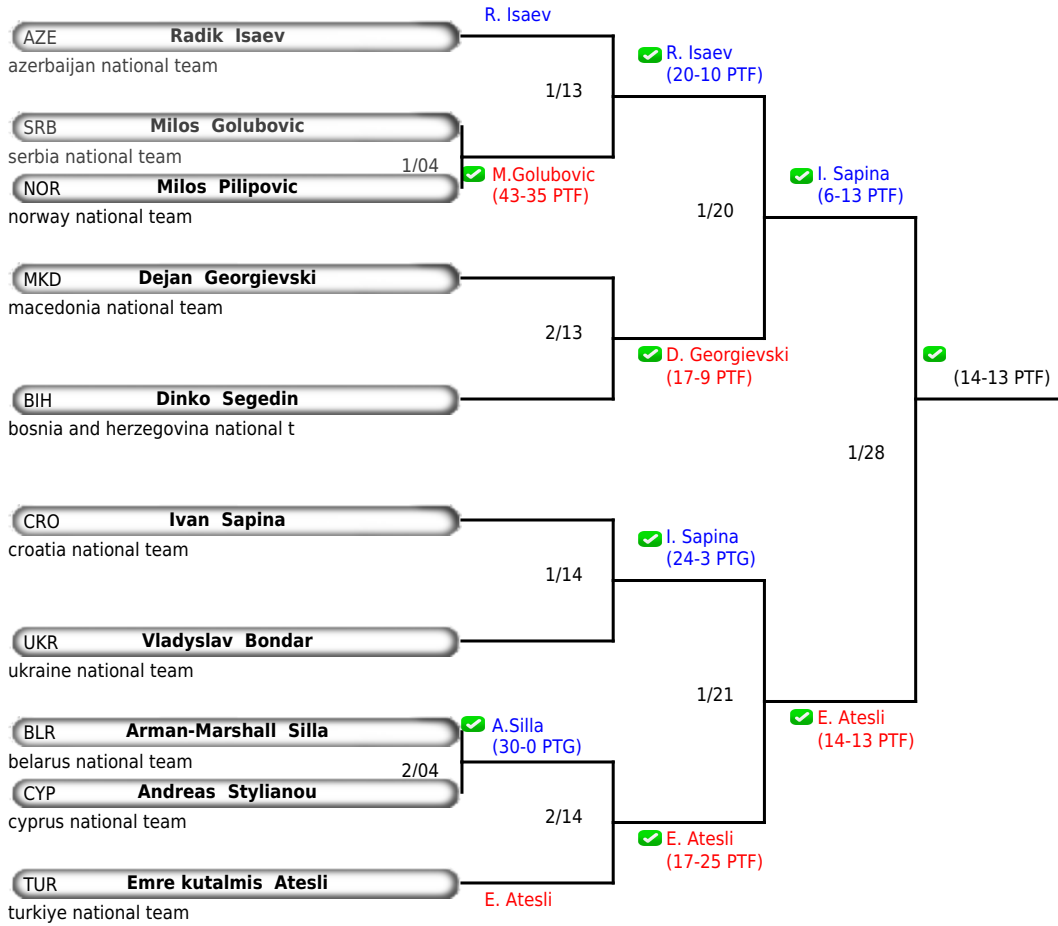 R. Isaev
AZE Radik Isaev
azerbaijan national team
R. Isaev
(20-10 PTF)
1/13
SRB Milos Golubovic
serbia national team
1/04
M.Golubovic
(43-35 PTF)
NOR Milos Pilipovic
norway national team
I. Sapina
(6-13 PTF)
1/20
MKD Dejan Georgievski
macedonia national team
2/13
D. Georgievski
(17-9 PTF)
(14-13 PTF)
BIH Dinko Segedin
bosnia and herzegovina national t
1/28
CRO Ivan Sapina
croatia national team
I. Sapina
(24-3 PTG)
1/14
UKR Vladyslav Bondar
ukraine national team
1/21
E. Atesli
(14-13 PTF)
BLR Arman-Marshall Silla
belarus national team
A.Silla
(30-0 PTG)
2/04
CYP Andreas Stylianou
cyprus national team
2/14
E. Atesli
(17-25 PTF)
TUR Emre kutalmis Atesli
turkiye national team
E. Atesli